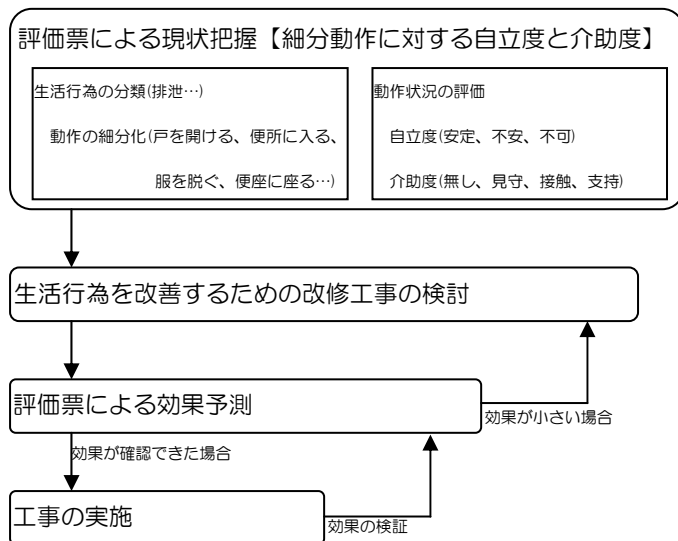 評価票による現状把握【細分動作に対する自立度と介助度】
生活行為の分類(排泄…)
動作の細分化(戸を開ける、便所に入る、
服を脱ぐ、便座に座る…)
動作状況の評価
自立度(安定、不安、不可)
介助度(無し、見守、接触、支持)
生活行為を改善するための改修工事の検討
評価票による効果予測
効果が小さい場合
効果が確認できた場合
工事の実施
効果の検証